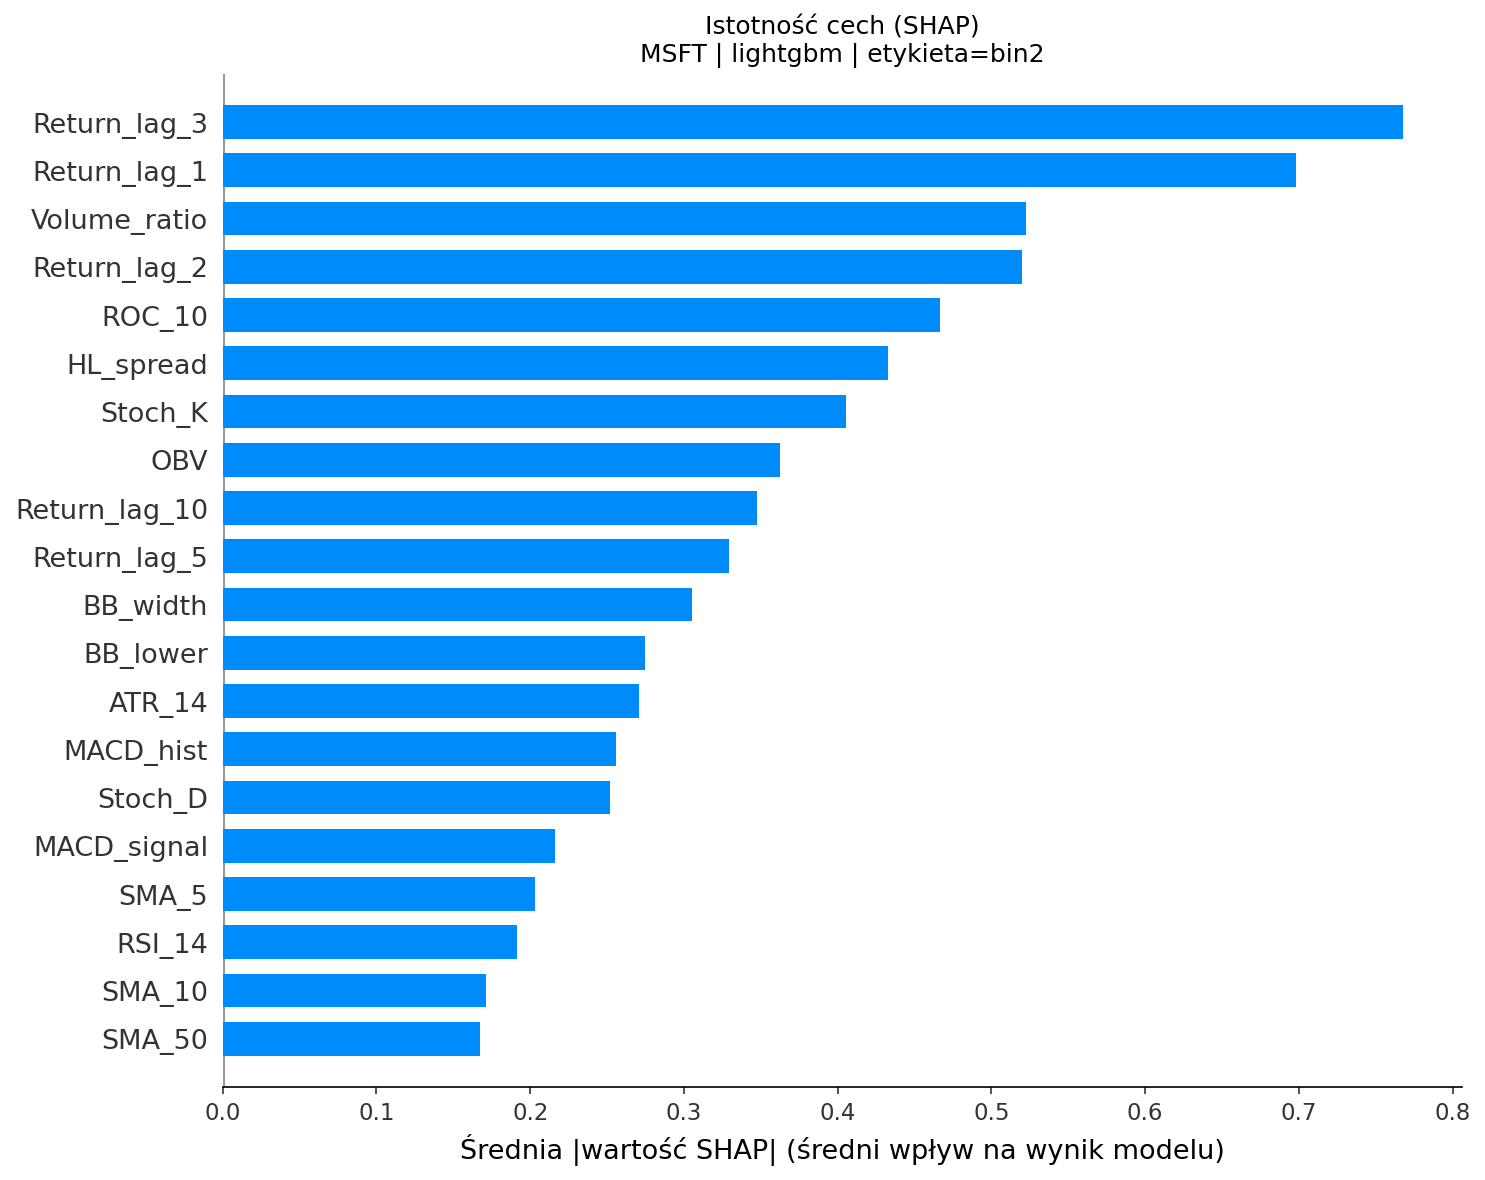 Istotność cech (SHAP)
MSFT | lightgbm | etykieta=bin2
Return_lag_3
Return_lag_1
Volume_ratio
Return_lag_2
ROC_10
HL_spread
Stoch_K
OBV
Return_lag_10
Return_lag_5
BB_width
BB_lower
ATR_14
MACD_hist
Stoch_D
MACD_signal
SMA_5
RSI_14
SMA_10
SMA_50
0.0 0.1 0.2 0.3 0.4 0.5 0.6 0.7 0.8
Średnia |wartość SHAP| (średni wpływ na wynik modelu)